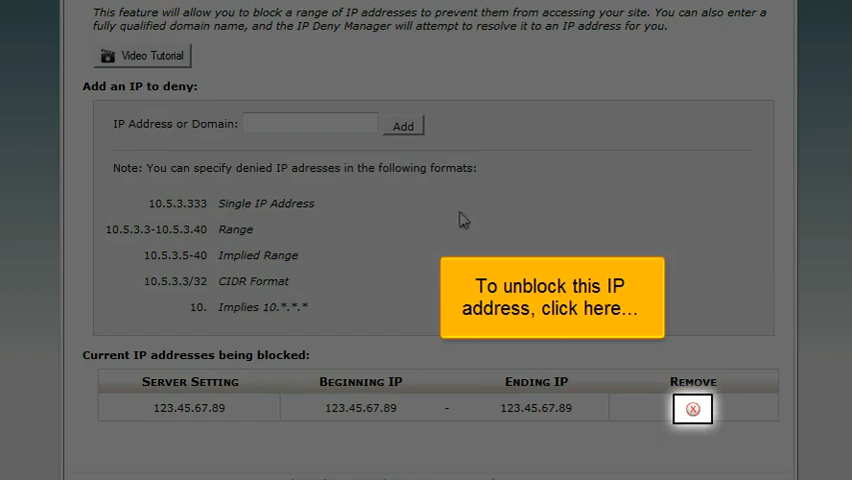 This feature will allow you to block a range of IP addresses to prevent them from accessing your site. You can also enter a
fully qualified domain name, and the IP Deny Manager will attempt to resolve it to an IP address for you.
Video Tutorial
Add an IP to deny:
IP Address or Domain: Add
Note: You can specify denied IP adresses in the following formats:
10.5.3.333 Single IP Address
10.5.3.3-10.5.3.40 Range
10.5.3.5-40 Implied Range
10.5.3.3/32 CIDR Format
10. Implies 10.*.*.*
To unblock this IP
address, click here...
Current IP addresses being blocked:
SERVER SETTING BEGINNING IP ENDING IP REMOVE
123.45.67.89 123.45.67.89 - 123.45.67.89 X